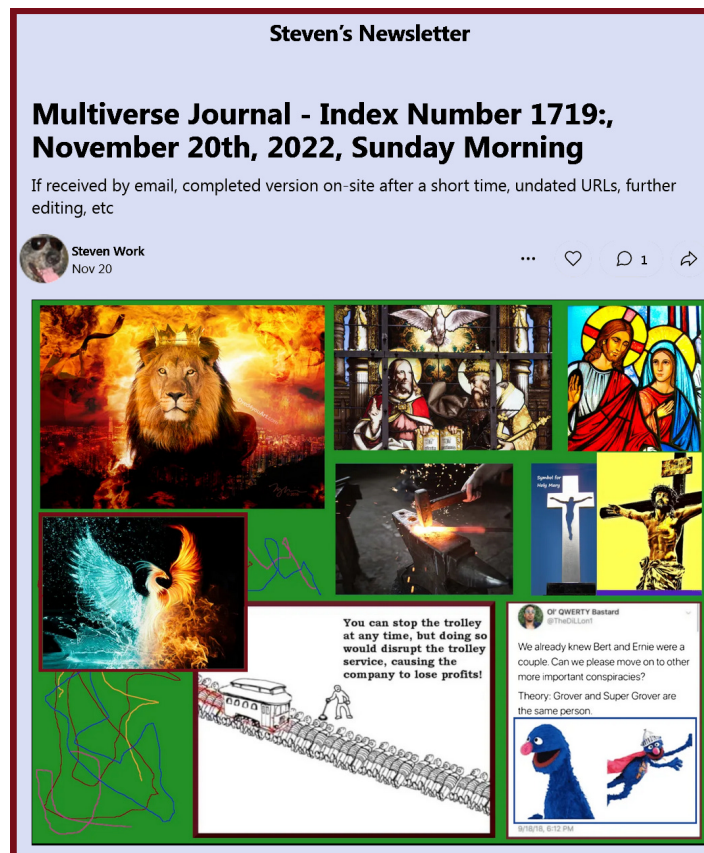 Steven's Newsletter
Multiverse Journal - Index Number 1719:,
November 20th, 2022, Sunday Morning
If received by email, completed version on-site after a short time, undated URLs, further
editing, etc
Steven Work
Nov 20
1
Symbol for
Holy Mary
You can stop the trolley
at any time, but doing so
would disrupt the trolley
service, causing the
company to lose profits!
Ol' QWERTY Bastard
@TheDiLLon1
We already knew Bert and Ernie were a
couple. Can we please move on to other
more important conspiracies?
Theory: Grover and Super Grover are
the same person.
9/18/18, 6:12 PM